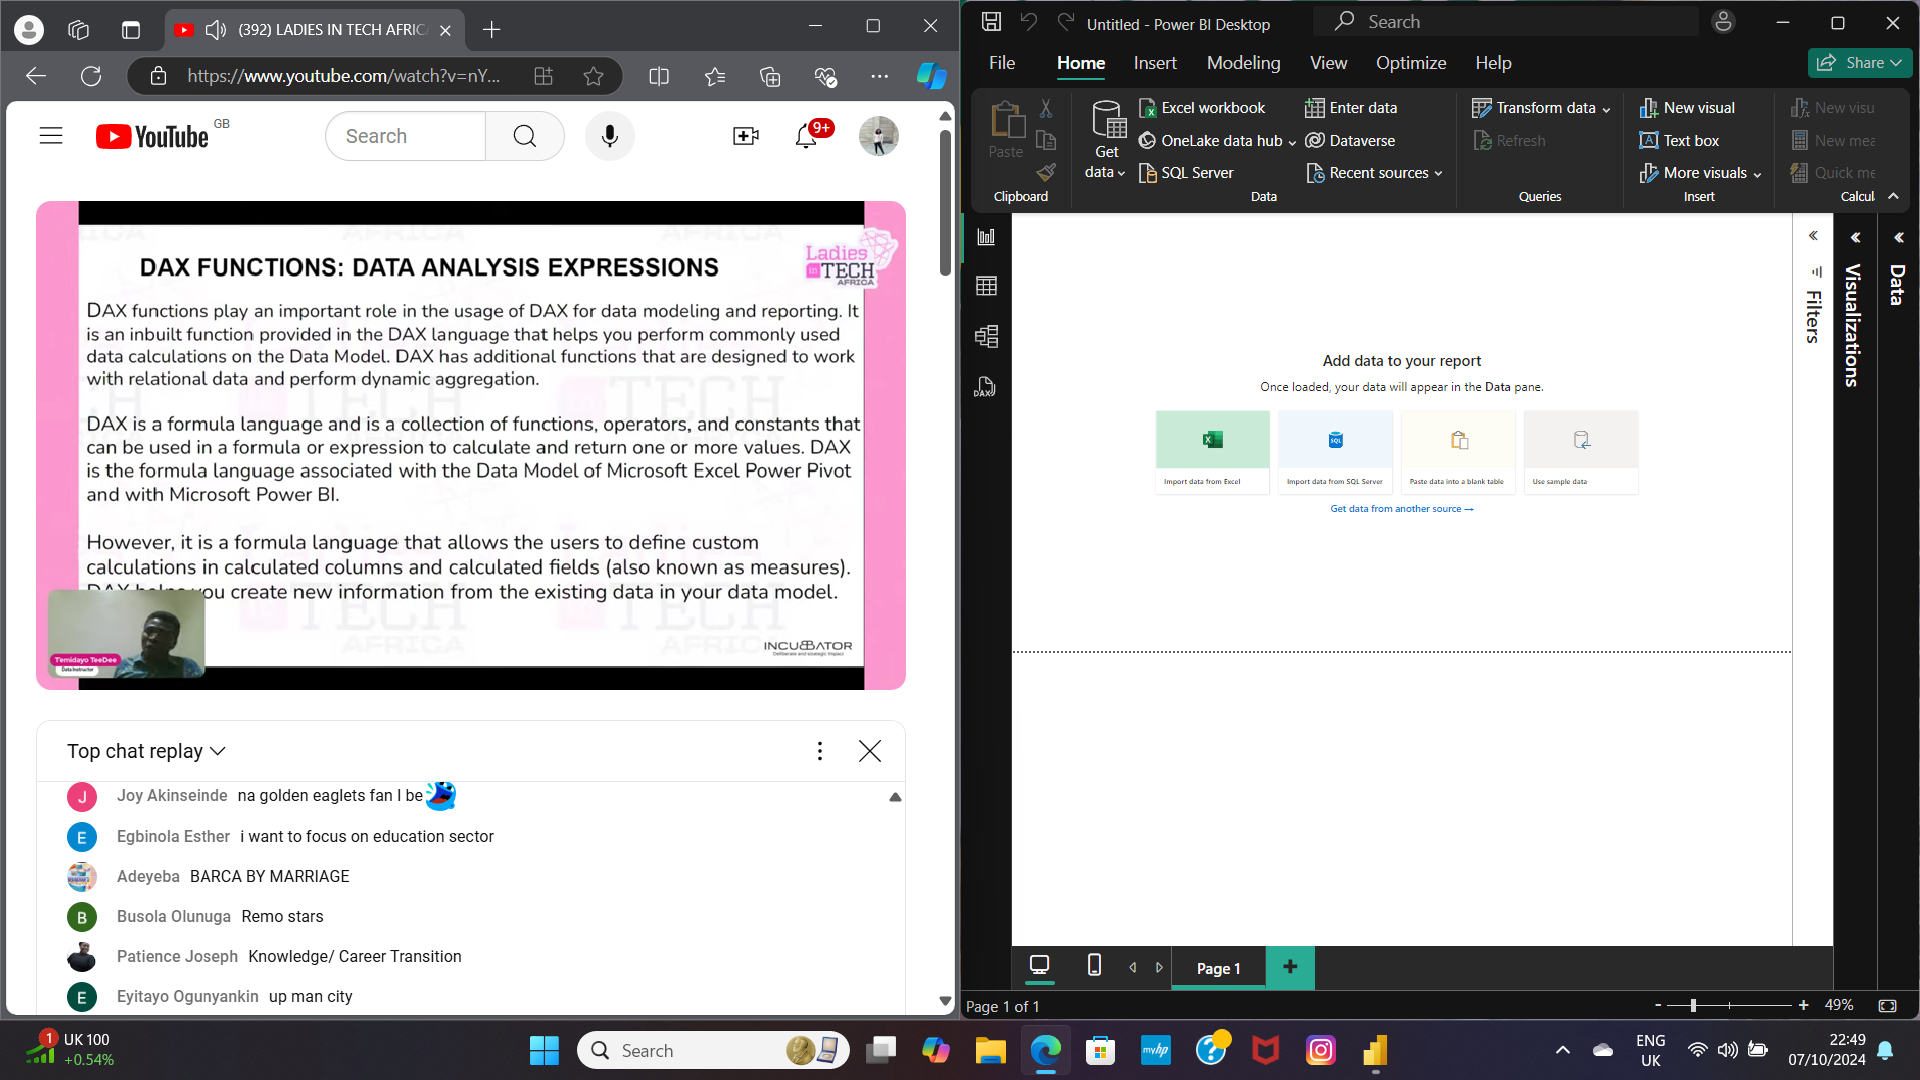 (392) LADIES IN TECH AFRIC
https://www.youtube.com/watch?v=nY...
YouTube GB
Search
9+
Ladies
in TECH
AFRICA
DAX FUNCTIONS: DATA ANALYSIS EXPRESSIONS
DAX functions play an important role in the usage of DAX for data modeling and reporting. It
is an inbuilt function provided in the DAX language that helps you perform commonly used
data calculations on the Data Model. DAX has additional functions that are designed to work
with relational data and perform dynamic aggregation.
DAX is a formula language and is a collection of functions, operators, and constants that
can be used in a formula or expression to calculate and return one or more values. DAX
is the formula language associated with the Data Model of Microsoft Excel Power Pivot
and with Microsoft Power BI.
However, it is a formula language that allows the users to define custom
calculations in calculated columns and calculated fields (also known as measures).
DAX helps you create new information from the existing data in your data model.
Temidayo TeeDee
Data Instructor
INCUBATOR
Deliberate and strategic impact
Top chat replay
J Joy Akinseinde na golden eaglets fan I be
E Egbinola Esther i want to focus on education sector
Adeyeba BARCA BY MARRIAGE
B Busola Olunuga Remo stars
Patience Joseph Knowledge/ Career Transition
E Eyitayo Ogunyankin up man city
Untitled - Power BI Desktop
Search
File Home Insert Modeling View Optimize Help Share
Paste
Clipboard
Get
data
Excel workbook
OneLake data hub
SQL Server
Enter data
Dataverse
Recent sources
Data
Transform data
Refresh
Queries
New visual
Text box
More visuals
Insert
New visu
New mea
Quick me
Calcul
DAX
Add data to your report
Once loaded, your data will appear in the Data pane.
Import data from Excel
SQL
Import data from SQL Server
Paste data into a blank table
Use sample data
Get data from another source →
Filters
Visualizations
Data
Page 1
+
Page 1 of 1
- + 49%
1
UK 100
+0.54%
Search
myhp
ENG
UK
22:49
07/10/2024